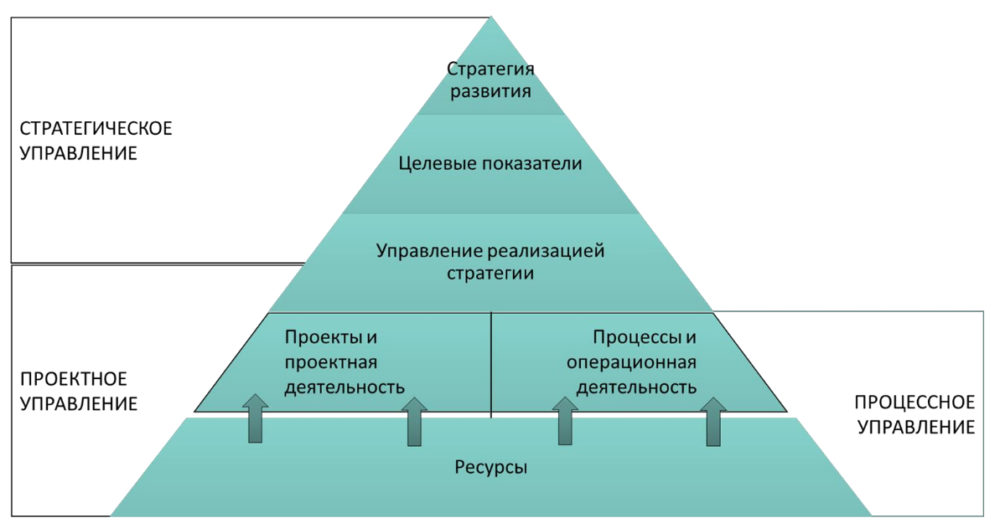 Стратегия
развития
СТРАТЕГИЧЕСКОЕ
УПРАВЛЕНИЕ
Целевые показатели
Управление реализацией
стратегии
Проекты и
проектная
деятельность
Процессы и
операционная
деятельность
ПРОЕКТНОЕ
УПРАВЛЕНИЕ
ПРОЦЕССНОЕ
УПРАВЛЕНИЕ
Ресурсы